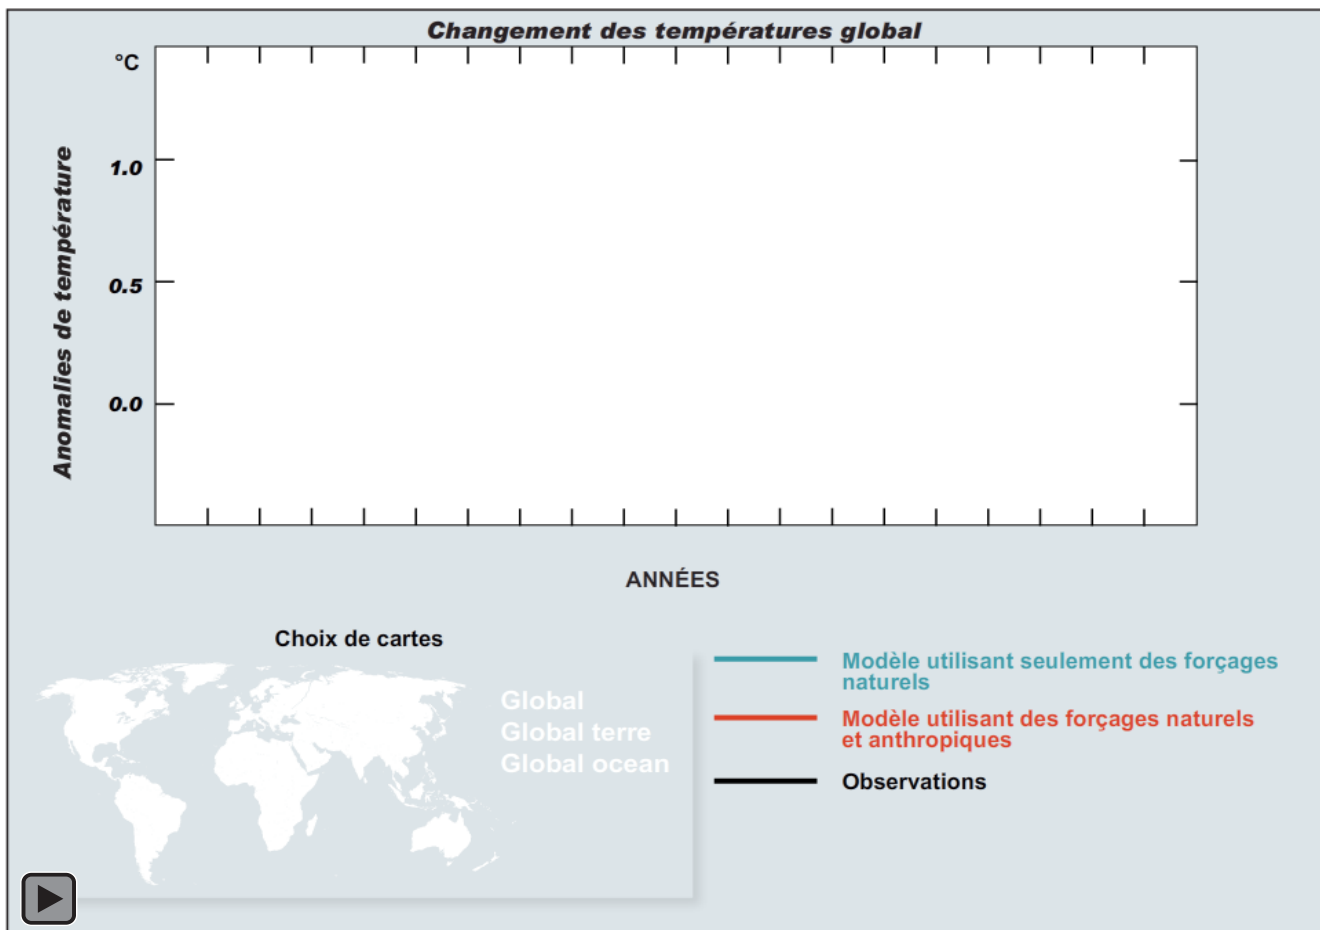 Changement des températures global
°C
1.0
0.5
0.0
Anomalies de température
ANNÉES
Choix de cartes
Global
Global terre
Global ocean
Modèle utilisant seulement des forçages
naturels
Modèle utilisant des forçages naturels
et anthropiques
Observations